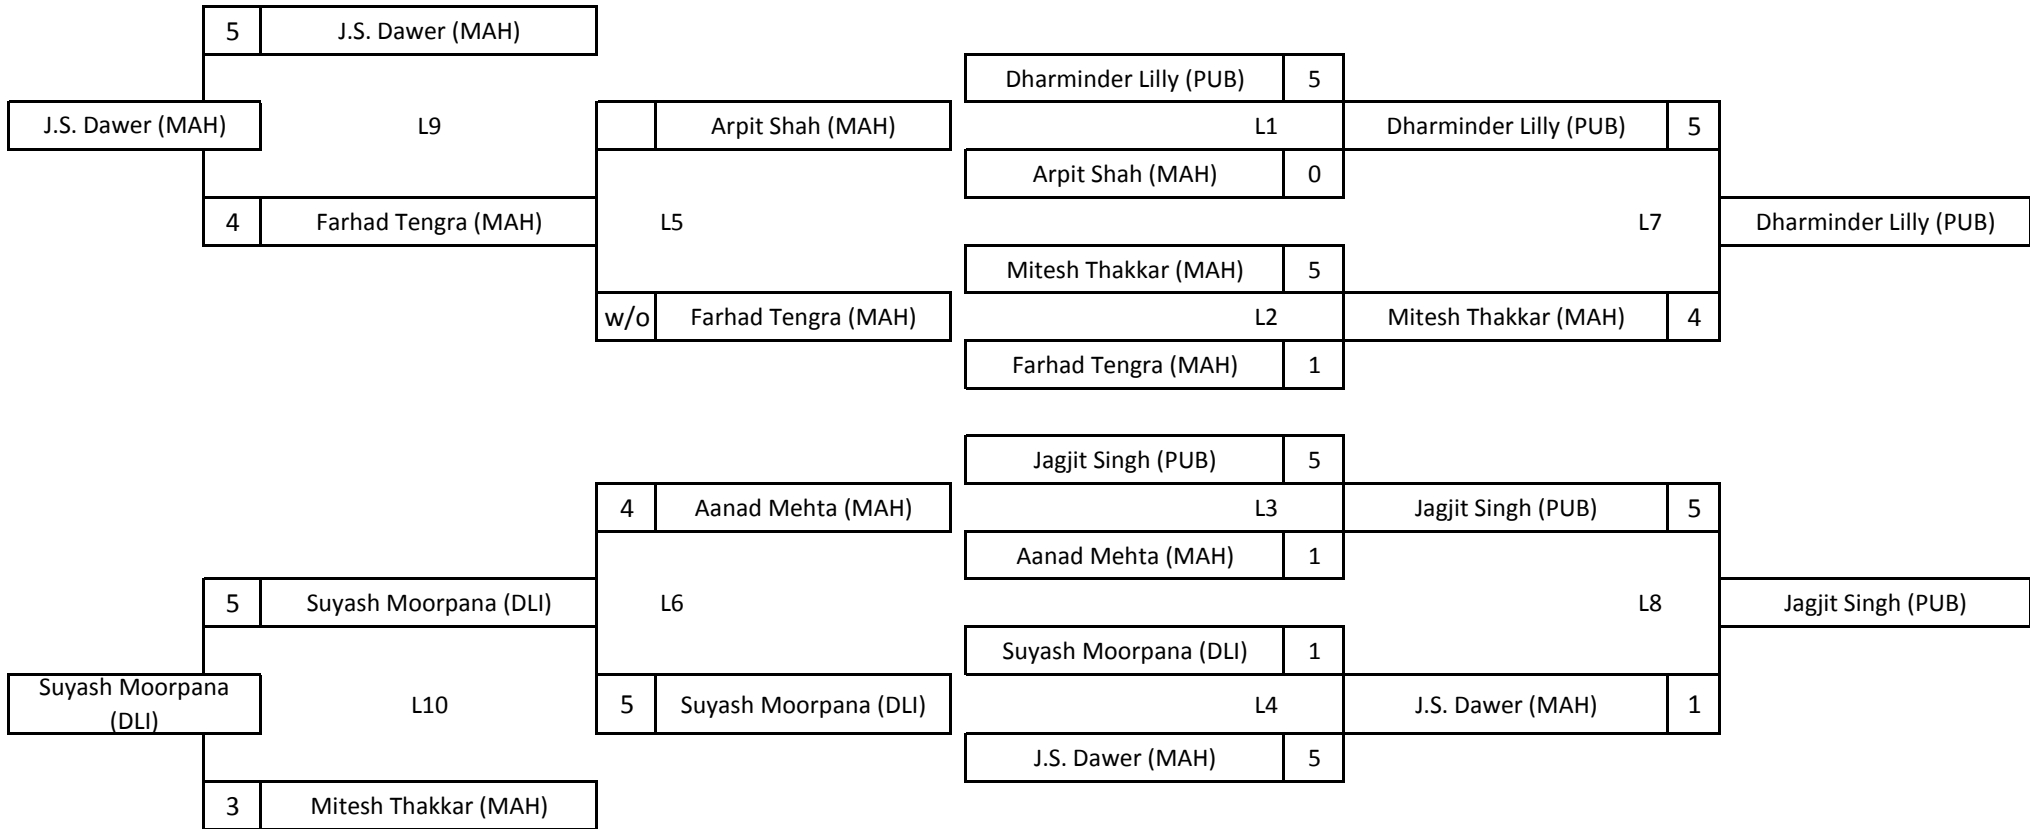 5 J.S. Dawer (MAH)
Dharminder Lilly (PUB) 5
J.S. Dawer (MAH) L9 Arpit Shah (MAH) L1 Dharminder Lilly (PUB) 5
Arpit Shah (MAH) 0
4 Farhad Tengra (MAH) L5 L7 Dharminder Lilly (PUB)
Mitesh Thakkar (MAH) 5
w/o Farhad Tengra (MAH) L2 Mitesh Thakkar (MAH) 4
Farhad Tengra (MAH) 1
Jagjit Singh (PUB) 5
4 Aanad Mehta (MAH) L3 Jagjit Singh (PUB) 5
Aanad Mehta (MAH) 1
5 Suyash Moorpana (DLI) L6 L8 Jagjit Singh (PUB)
Suyash Moorpana (DLI) 1
Suyash Moorpana
(DLI) L10 5 Suyash Moorpana (DLI) L4 J.S. Dawer (MAH) 1
J.S. Dawer (MAH) 5
3 Mitesh Thakkar (MAH)